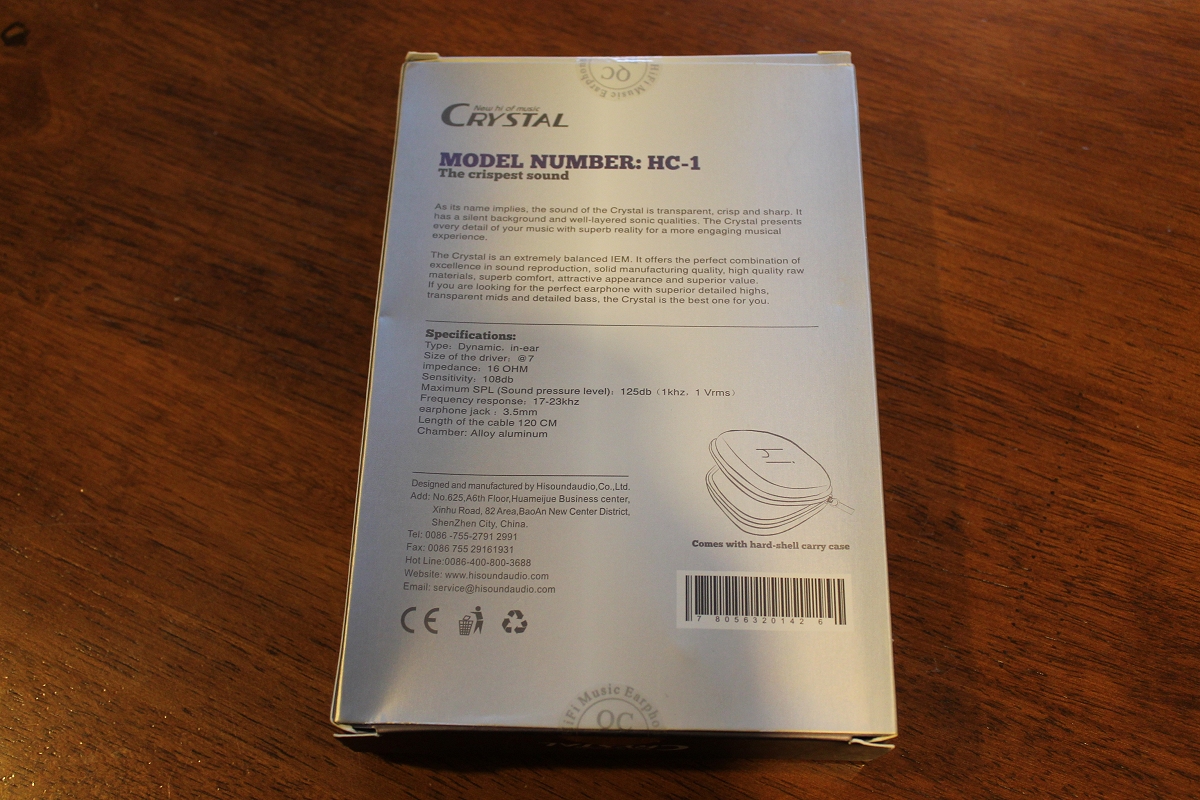 HiFi Music Earpho
QC
New hi of music
CRYSTAL
MODEL NUMBER: HC-1
The crispest sound
As its name implies, the sound of the Crystal is transparent, crisp and sharp. It
has a silent background and well-layered sonic qualities. The Crystal presents
every detail of your music with superb reality for a more engaging musical
experience.
The Crystal is an extremely balanced IEM. It offers the perfect combination of
excellence in sound reproduction, solid manufacturing quality, high quality raw
materials, superb comfort, attractive appearance and superior value.
If you are looking for the perfect earphone with superior detailed highs,
transparent mids and detailed bass, the Crystal is the best one for you.
Specifications:
Type: Dynamic, in-ear
Size of the driver: @7
impedance: 16 OHM
Sensitivity: 108db
Maximum SPL (Sound pressure level): 125db (1khz, 1 Vrms)
Frequency response: 17-23khz
earphone jack : 3.5mm
Length of the cable 120 CM
Chamber: Alloy aluminum
Designed and manufactured by Hisoundaudio,Co.,Ltd.
Add: No.625,A6th Floor,Huameijue Business center,
Xinhu Road, 82 Area,BaoAn New Center District,
ShenZhen City, China.
Tel: 0086 -755-2791 2991
Fax: 0086 755 29161931
Hot Line:0086-400-800-3688
Website: www.hisoundaudio.com
Email: service@hisoundaudio.com
CE
Comes with hard-shell carry case
7 8056320142 6
HiFi Music Earpho
QC
CRYSTAL